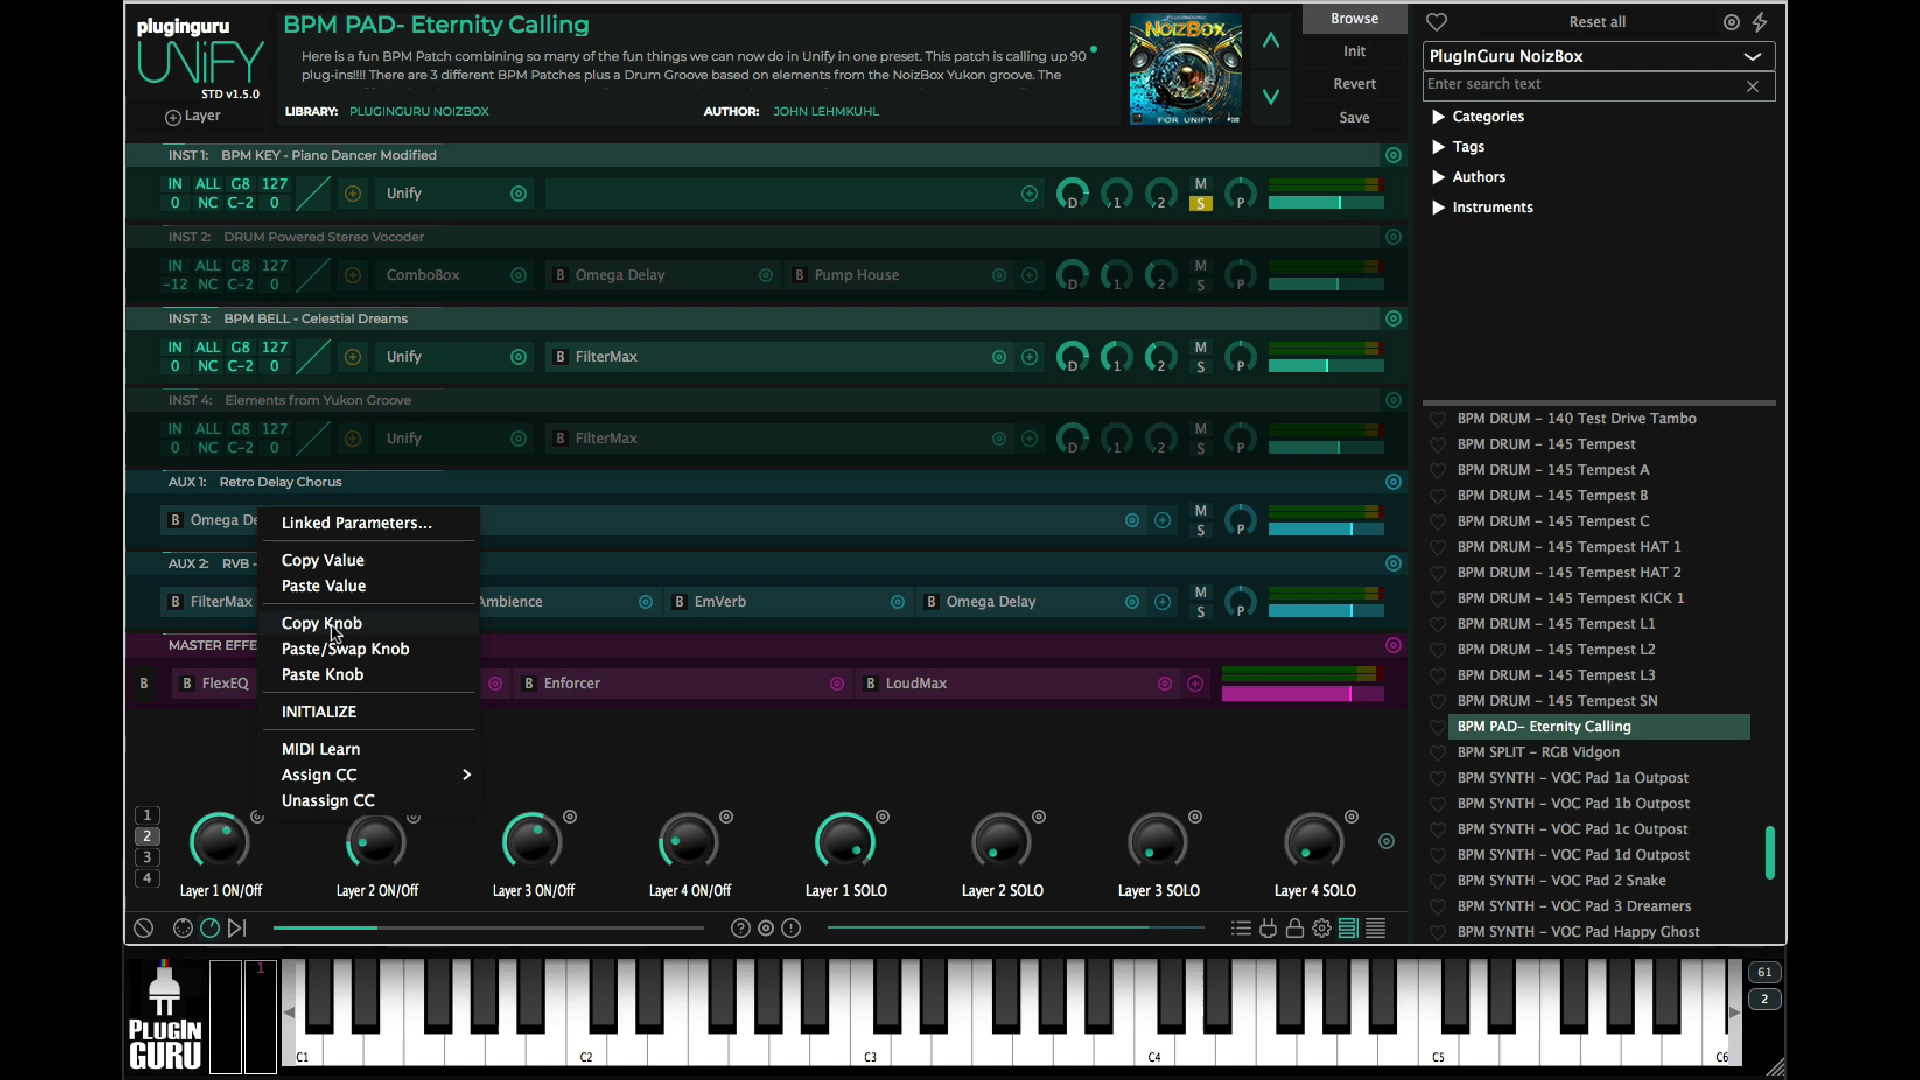 pluginguru
UNiFY
STD v1.5.0
Layer
BPM PAD- Eternity Calling
Here is a fun BPM Patch combining so many of the fun things we can now do in Unify in one preset. This patch is calling up 90
plug-ins!!!! There are 3 different BPM Patches plus a Drum Groove based on elements from the NoizBox Yukon groove. The
LIBRARY: PLUGINGURU NOIZBOX
AUTHOR: JOHN LEHMKUHL
NOIZBOX
FOR UNIFY
Browse
Init
Revert
Save
Reset all
PlugInGuru NoizBox
Enter search text
Categories
Tags
Authors
Instruments
INST 1: BPM KEY - Piano Dancer Modified
IN ALL G8 127
0 NC C-2 0
Unify
D 1 2 M S P
INST 2: DRUM Powered Stereo Vocoder
IN ALL G8 127
-12 NC C-2 0
ComboBox
B Omega Delay
B Pump House
D 1 2 M S P
INST 3: BPM BELL - Celestial Dreams
IN ALL G8 127
0 NC C-2 0
Unify
B FilterMax
D 1 2 M S P
INST 4: Elements from Yukon Groove
IN ALL G8 127
0 NC C-2 0
Unify
B FilterMax
D 1 2 M S P
AUX 1: Retro Delay Chorus
B Omega De
M S P
AUX 2: RVB -
B FilterMax
Ambience
B EmVerb
B Omega Delay
M S P
MASTER EFFE
B
B FlexEQ
B Enforcer
B LoudMax
Linked Parameters...
Copy Value
Paste Value
Copy Knob
Paste/Swap Knob
Paste Knob
INITIALIZE
MIDI Learn
Assign CC
Unassign CC
1
2
3
4
Layer 1 ON/Off
Layer 2 ON/Off
Layer 3 ON/Off
Layer 4 ON/Off
Layer 1 SOLO
Layer 2 SOLO
Layer 3 SOLO
Layer 4 SOLO
BPM DRUM - 140 Test Drive Tambo
BPM DRUM - 145 Tempest
BPM DRUM - 145 Tempest A
BPM DRUM - 145 Tempest B
BPM DRUM - 145 Tempest C
BPM DRUM - 145 Tempest HAT 1
BPM DRUM - 145 Tempest HAT 2
BPM DRUM - 145 Tempest KICK 1
BPM DRUM - 145 Tempest L1
BPM DRUM - 145 Tempest L2
BPM DRUM - 145 Tempest L3
BPM DRUM - 145 Tempest SN
BPM PAD- Eternity Calling
BPM SPLIT - RGB Vidgon
BPM SYNTH - VOC Pad 1a Outpost
BPM SYNTH - VOC Pad 1b Outpost
BPM SYNTH - VOC Pad 1c Outpost
BPM SYNTH - VOC Pad 1d Outpost
BPM SYNTH - VOC Pad 2 Snake
BPM SYNTH - VOC Pad 3 Dreamers
BPM SYNTH - VOC Pad Happy Ghost
PLUGIN
GURU
1
C1 C2 C3 C4 C5 C6
61
2